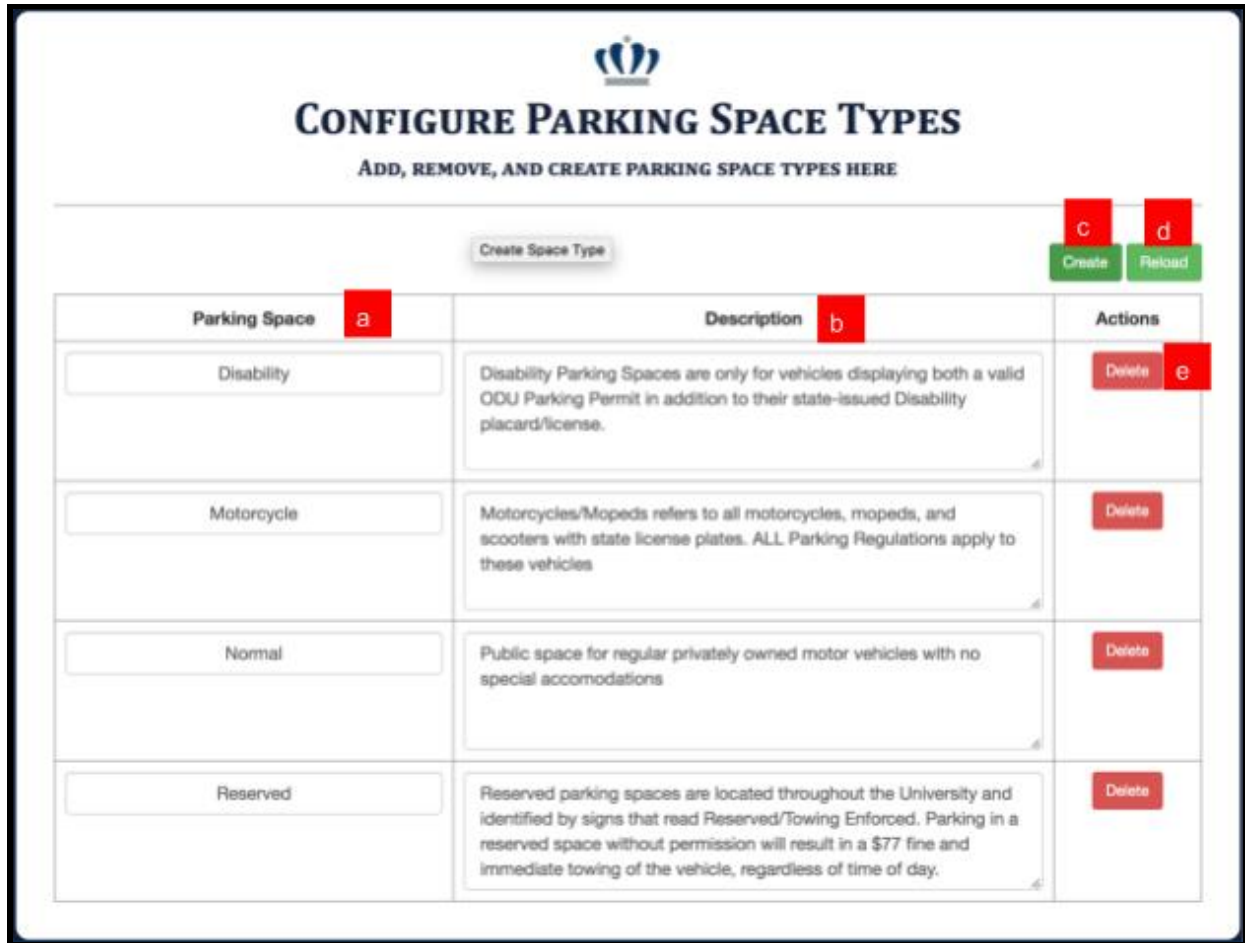 CONFIGURE PARKING SPACE TYPES
ADD, REMOVE, AND CREATE PARKING SPACE TYPES HERE
c d
Create Space Type Create Reload
Parking Space a Description b Actions
Disability
Disability Parking Spaces are only for vehicles displaying both a valid
ODU Parking Permit in addition to their state-issued Disability
placard/license.
Delete e
Motorcycle
Motorcycles/Mopeds refers to all motorcycles, mopeds, and
scooters with state license plates. ALL Parking Regulations apply to
these vehicles
Delete
Normal
Public space for regular privately owned motor vehicles with no
special accomodations
Delete
Reserved
Reserved parking spaces are located throughout the University and
identified by signs that read Reserved/Towing Enforced. Parking in a
reserved space without permission will result in a $77 fine and
immediate towing of the vehicle, regardless of time of day.
Delete